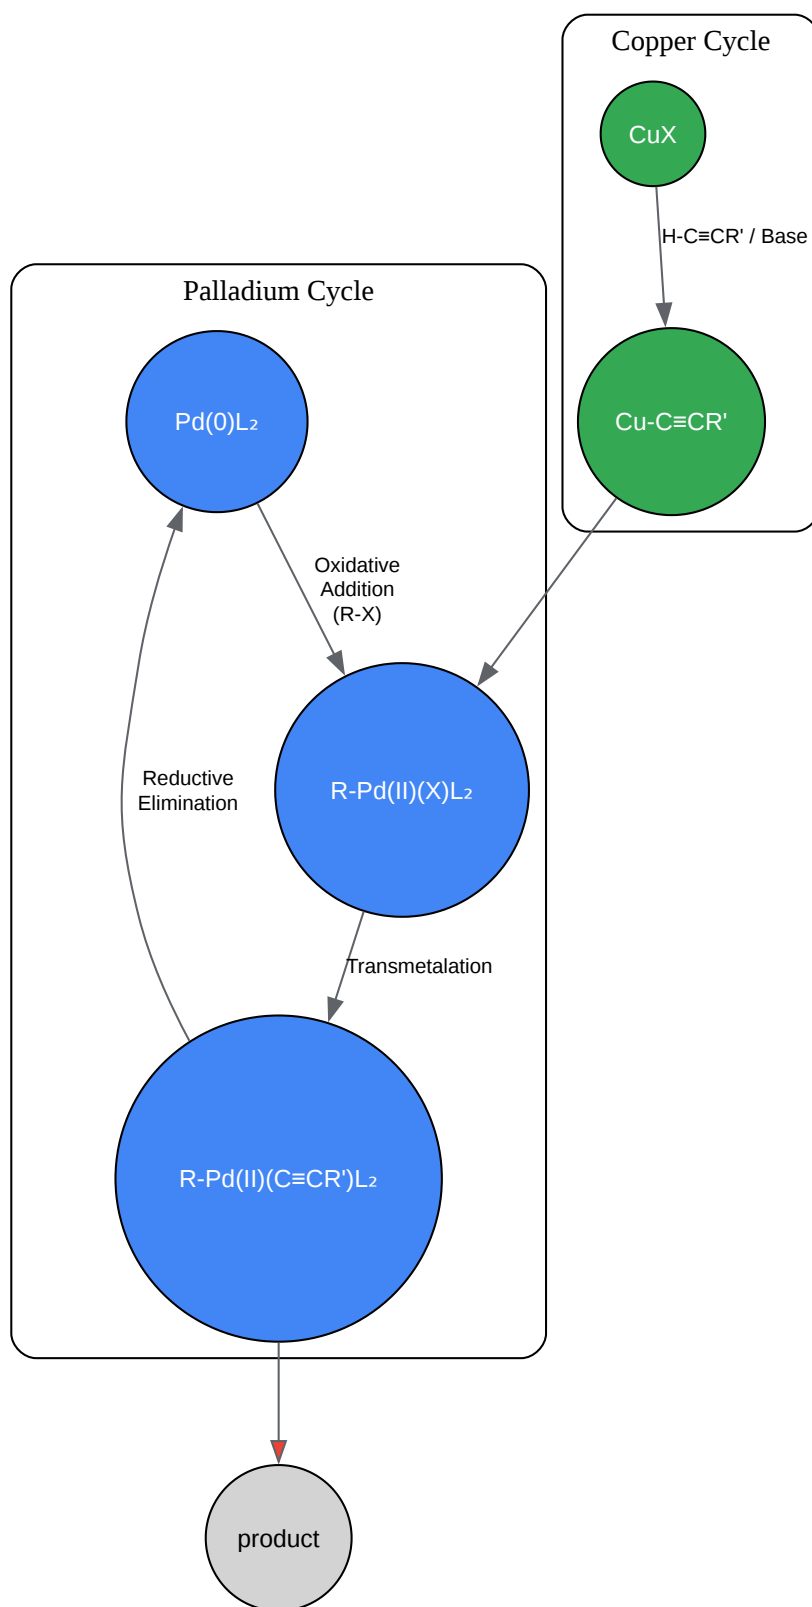 Copper Cycle
CuX
H-C≡CR' / Base
Palladium Cycle
Pd(0)L₂
Cu-C≡CR'
Oxidative
Addition
(R-X)
Reductive
Elimination
R-Pd(II)(X)L₂
Transmetalation
R-Pd(II)(C≡CR')L₂
product